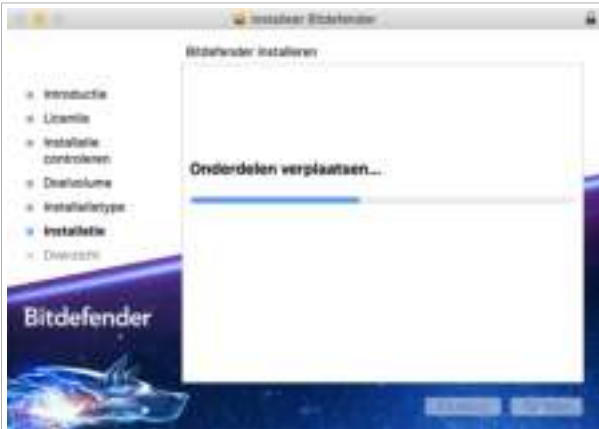 Installeer Bitdefender
Bitdefender installeren
Introductie
Licentie
Installatie
controleren
Doelvolume
Installatietype
Installatie
Overzicht
Onderdelen verplaatsen...
Bitdefender